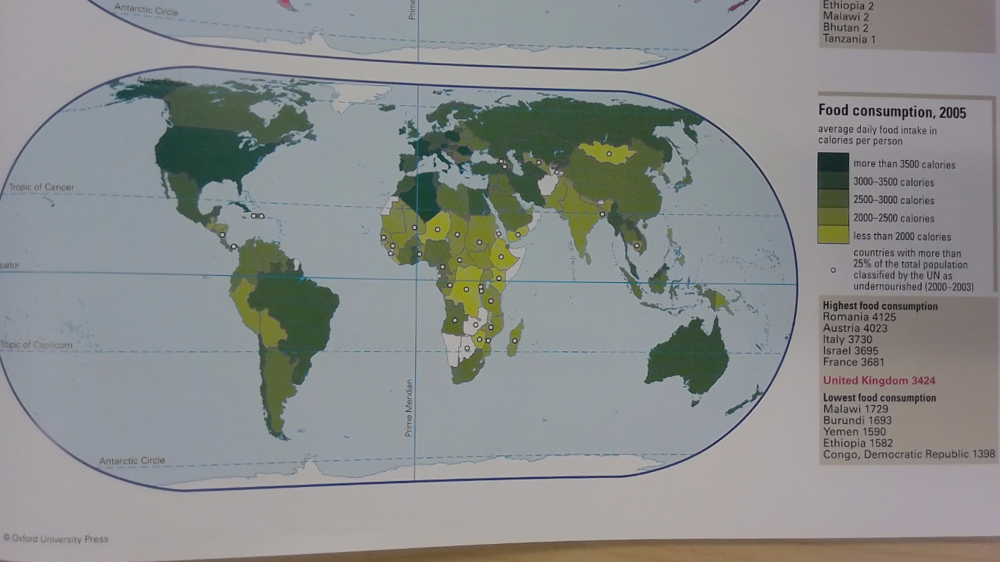 Antarctic Circle
Prime
Ethiopia 2
Malawi 2
Bhutan 2
Tanzania 1
Arctic Circle
Tropic of Cancer
quator
Tropic of Capricorn
Prime Meridian
Antarctic Circle
Food consumption, 2005
average daily food intake in
calories per person
more than 3500 calories
3000–3500 calories
2500–3000 calories
2000–2500 calories
less than 2000 calories
countries with more than
25% of the total population
classified by the UN as
undernourished (2000–2003)
Highest food consumption
Romania 4125
Austria 4023
Italy 3730
Israel 3695
France 3681
United Kingdom 3424
Lowest food consumption
Malawi 1729
Burundi 1693
Yemen 1590
Ethiopia 1582
Congo, Democratic Republic 1398
© Oxford University Press